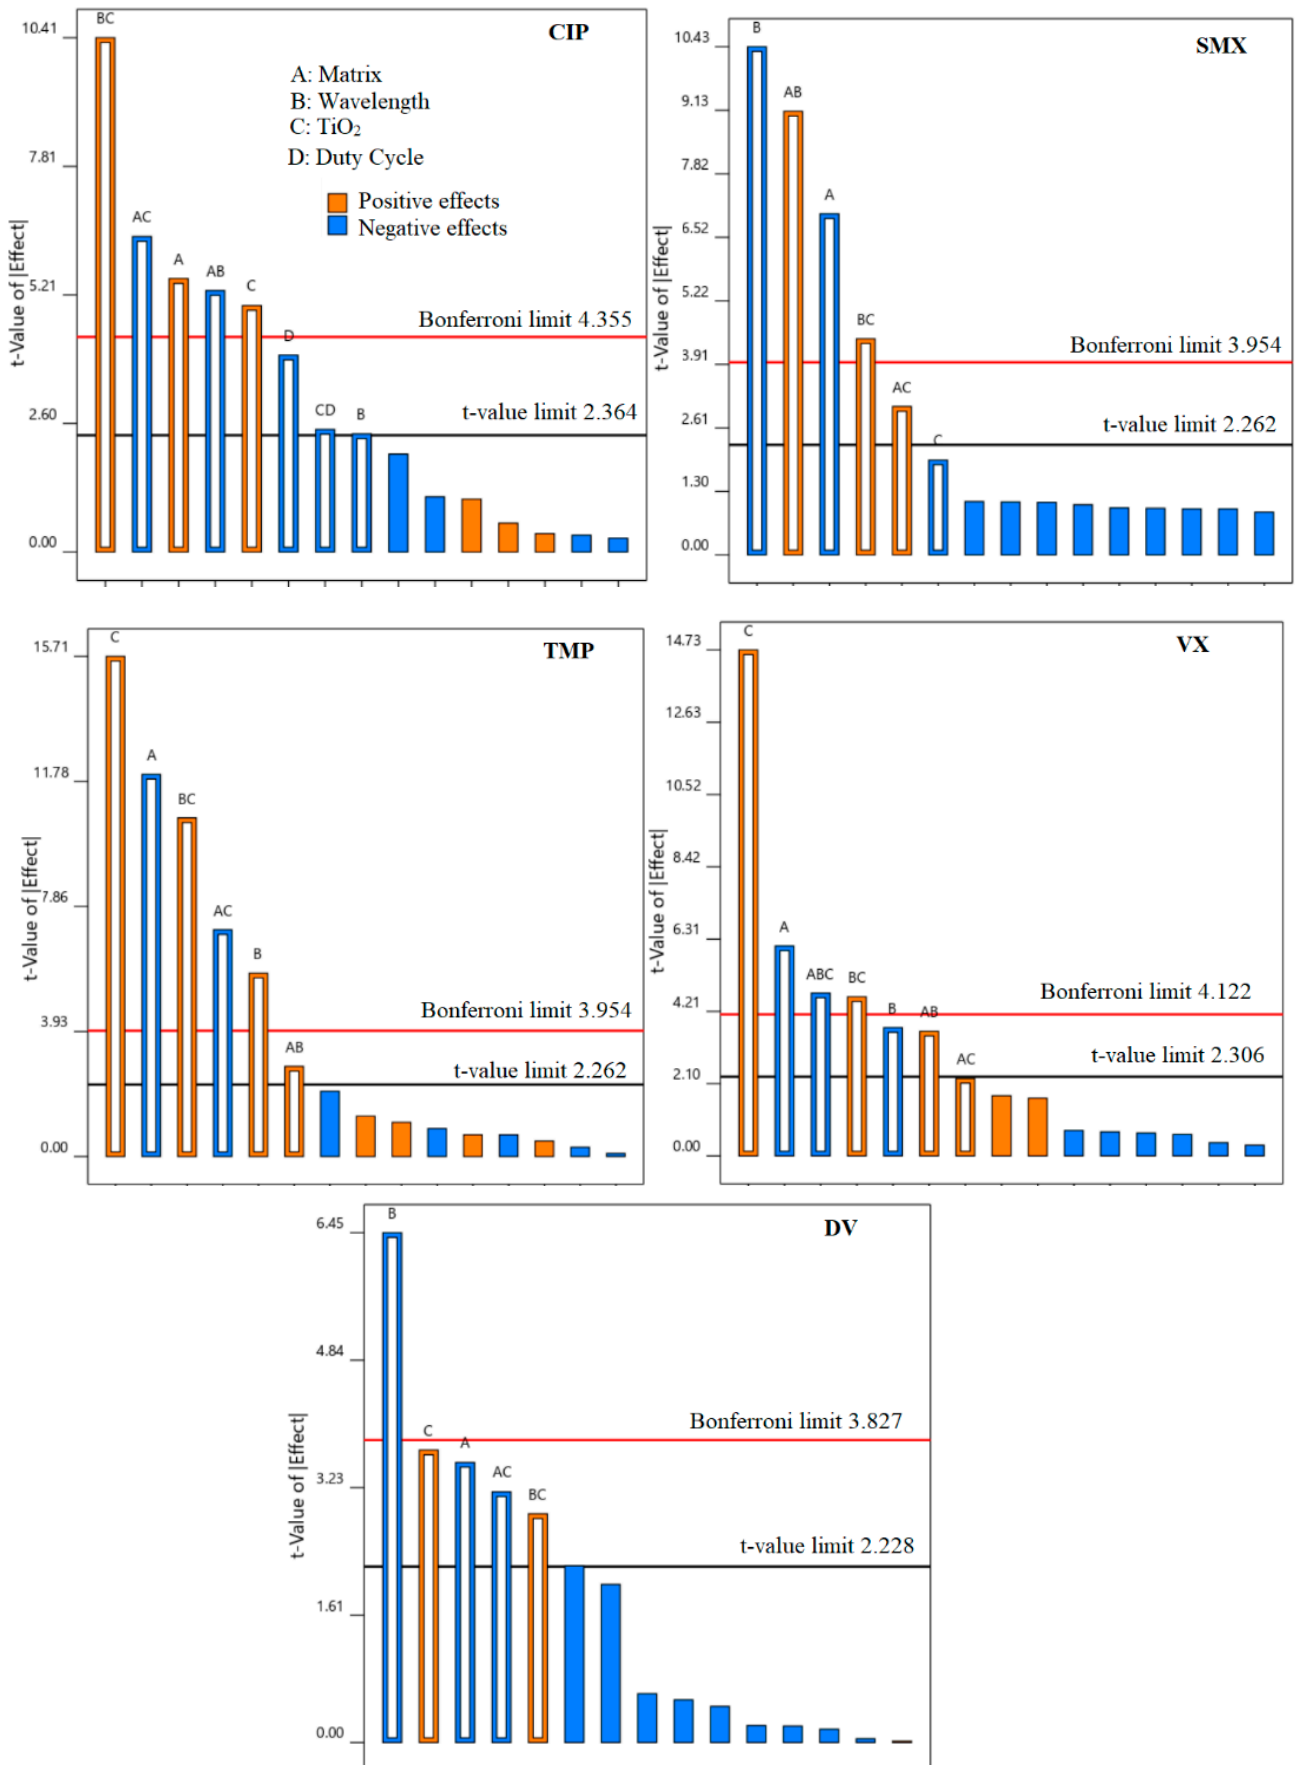 CIP
A: Matrix
B: Wavelength
C: TiO₂
D: Duty Cycle
Positive effects
Negative effects
t-Value of |Effect|
10.41
7.81
5.21
2.60
0.00
BC
AC
A
AB
C
D
CD
B
Bonferroni limit 4.355
t-value limit 2.364
SMX
t-Value of |Effect|
10.43
9.13
7.82
6.52
5.22
3.91
2.61
1.30
0.00
B
AB
A
BC
AC
C
Bonferroni limit 3.954
t-value limit 2.262
TMP
t-Value of |Effect|
15.71
11.78
7.86
3.93
0.00
C
A
BC
AC
B
AB
Bonferroni limit 3.954
t-value limit 2.262
VX
t-Value of |Effect|
14.73
12.63
10.52
8.42
6.31
4.21
2.10
0.00
C
A
ABC
BC
B
AB
AC
Bonferroni limit 4.122
t-value limit 2.306
DV
t-Value of |Effect|
6.45
4.84
3.23
1.61
0.00
B
C
A
AC
BC
Bonferroni limit 3.827
t-value limit 2.228